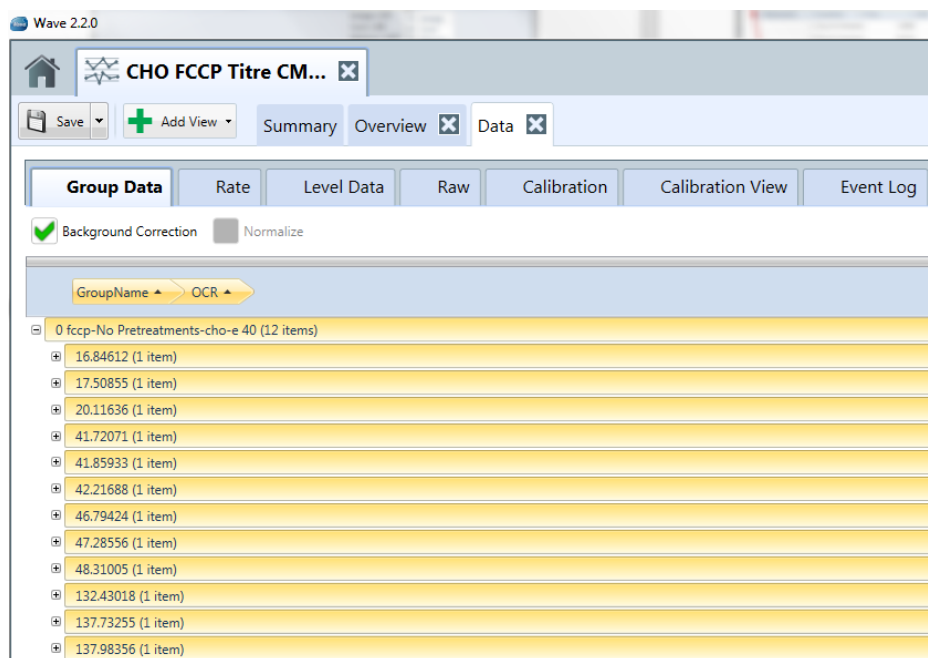 Wave 2.2.0
CHO FCCP Titre CM...
Save Add View Summary Overview Data
Group Data Rate Level Data Raw Calibration Calibration View Event Log
Background Correction Normalize
GroupName OCR
0 fccp-No Pretreatments-cho-e 40 (12 items)
16.84612 (1 item)
17.50855 (1 item)
20.11636 (1 item)
41.72071 (1 item)
41.85933 (1 item)
42.21688 (1 item)
46.79424 (1 item)
47.28556 (1 item)
48.31005 (1 item)
132.43018 (1 item)
137.73255 (1 item)
137.98356 (1 item)